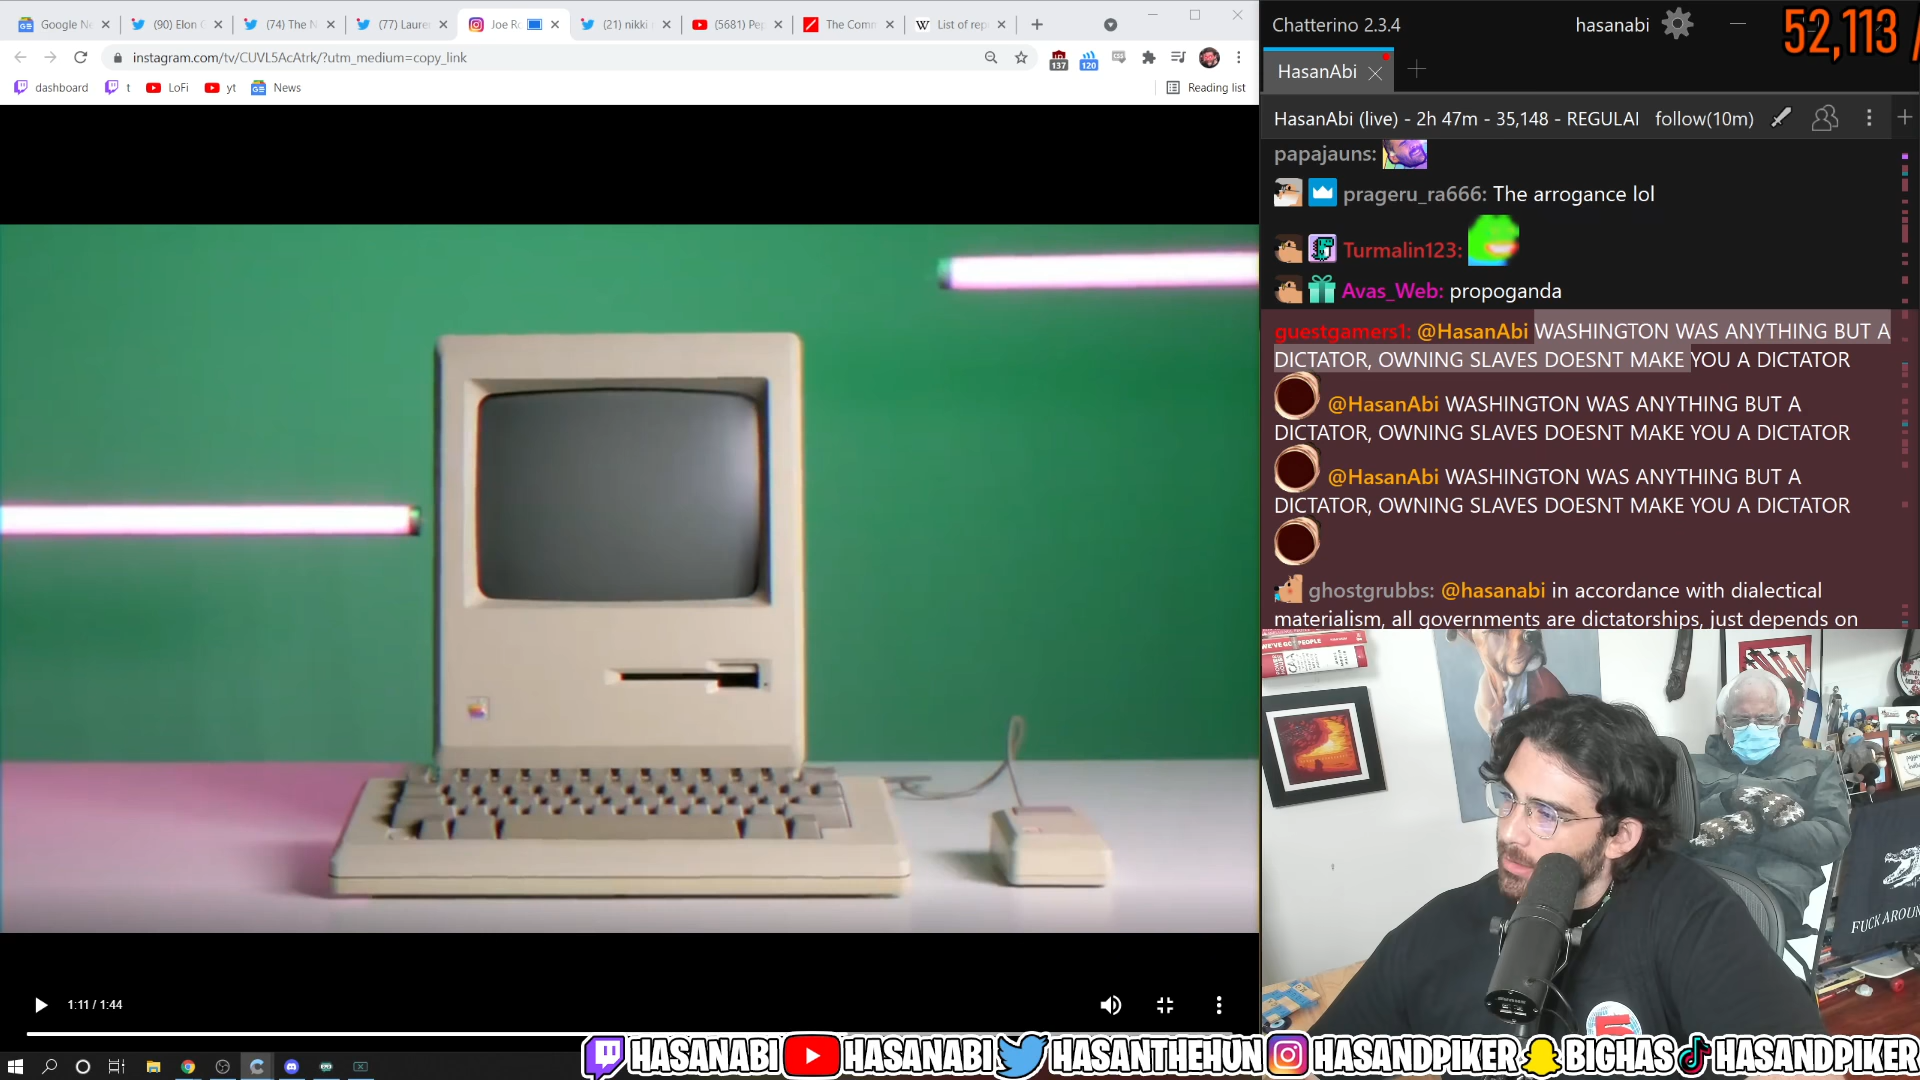 Google Ne
(90) Elon
(74) The N
(77) Laure
Joe Ro
(21) nikki
(5681) Pep
The Comm
List of rep
instagram.com/tv/CUVL5AcAtrk/?utm_medium=copy_link
137
120
dashboard
t
LoFi
yt
News
Reading list
1:11 / 1:44
Chatterino 2.3.4
hasanabi
52,113 /
HasanAbi
HasanAbi (live) - 2h 47m - 35,148 - REGULAI
follow(10m)
papajauns:
prageru_ra666: The arrogance lol
Turmalin123:
Avas_Web: propoganda
guestgamers1: @HasanAbi WASHINGTON WAS ANYTHING BUT A
DICTATOR, OWNING SLAVES DOESNT MAKE YOU A DICTATOR
@HasanAbi WASHINGTON WAS ANYTHING BUT A
DICTATOR, OWNING SLAVES DOESNT MAKE YOU A DICTATOR
@HasanAbi WASHINGTON WAS ANYTHING BUT A
DICTATOR, OWNING SLAVES DOESNT MAKE YOU A DICTATOR
ghostgrubbs: @hasanabi in accordance with dialectical
materialism, all governments are dictatorships, just depends on
FUCK AROUN
HASANABI
HASANABI
HASANTHEHUN
HASANDPIKER
BIGHAS
HASANDPIKER